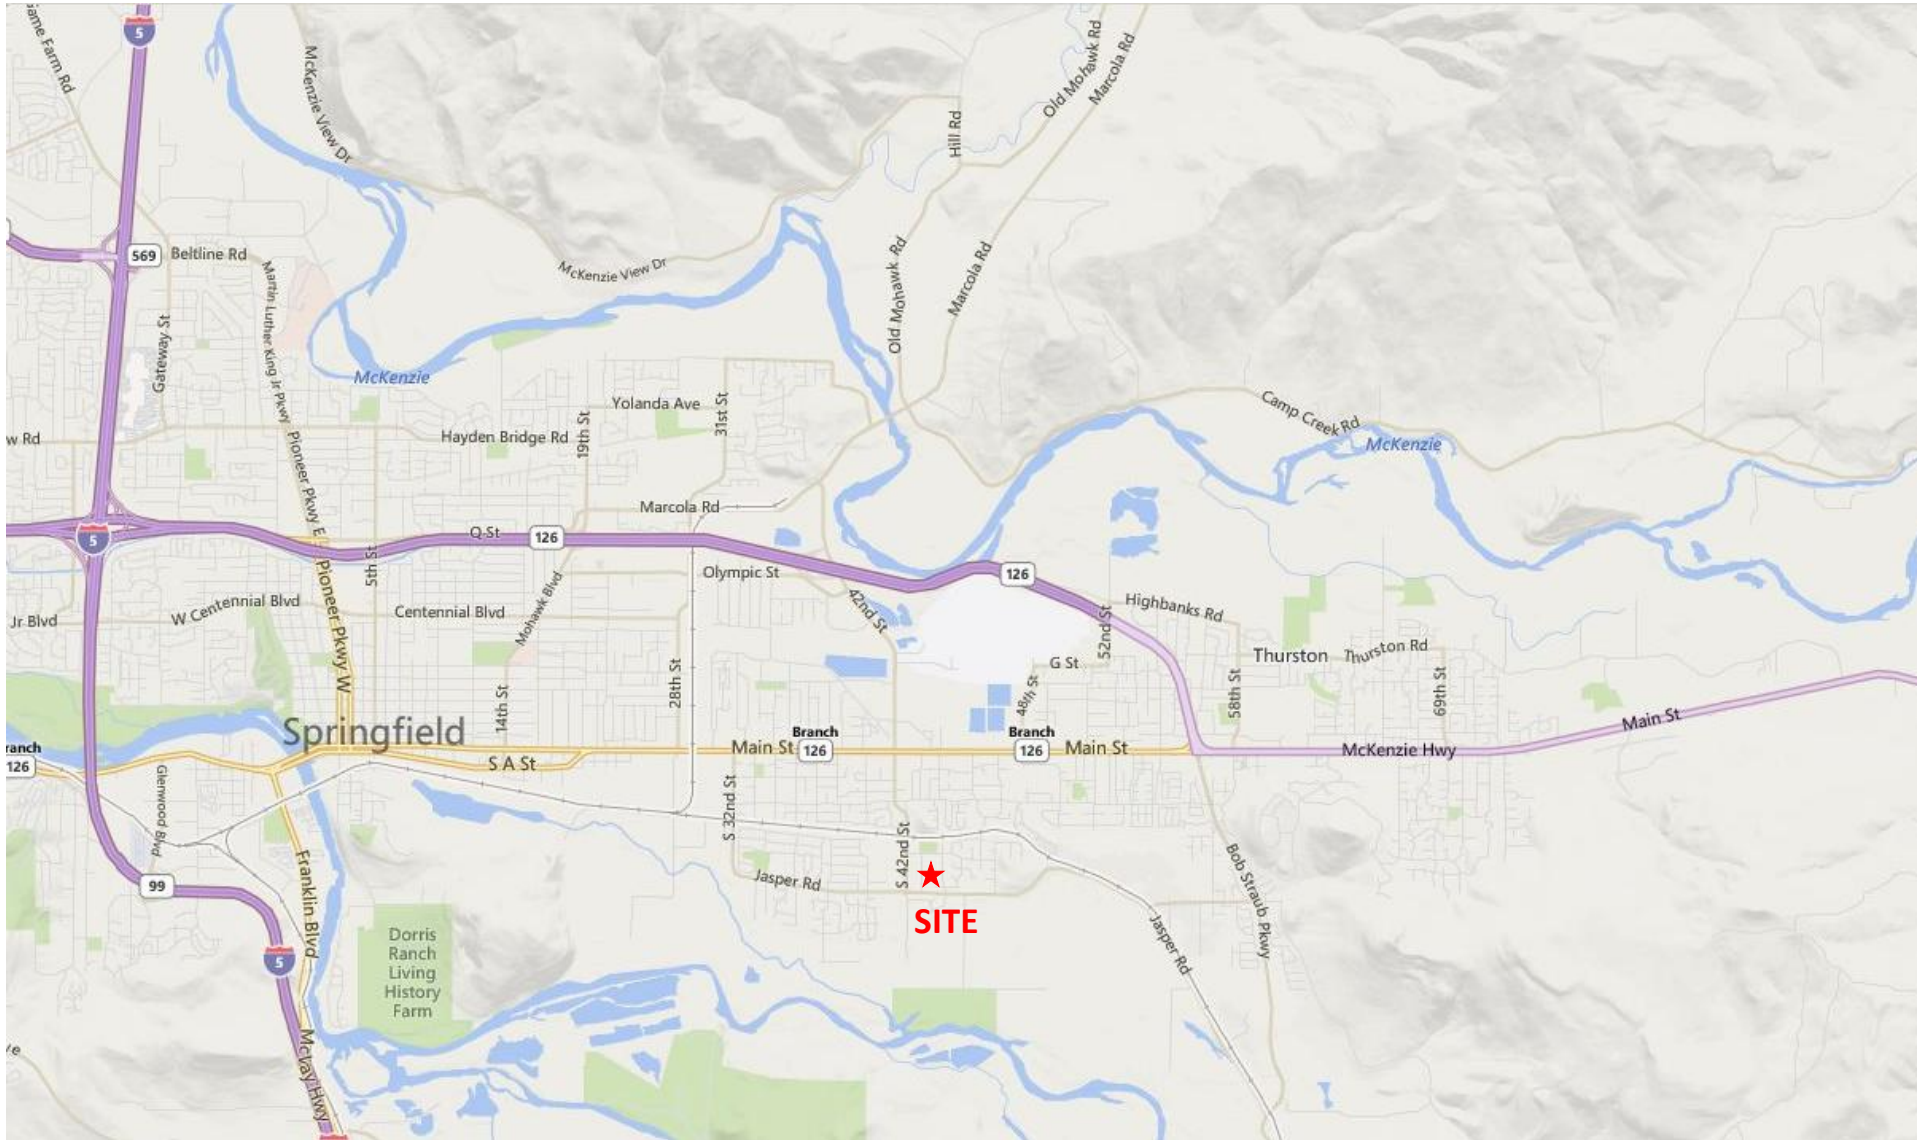 Game Farm Rd
5
McKenzie View Dr
Old Mohawk Rd
Marcola Rd
Hill Rd
569
Beltline Rd
McKenzie View Dr
Old Mohawk Rd
Marcola Rd
Martin Luther King Jr Pkwy
Gateway St
McKenzie
Yolanda Ave
31st St
19th St
Hayden Bridge Rd
w Rd
Camp Creek Rd
McKenzie
Pioneer Pkwy E
Marcola Rd
5
Q St
126
5th St
Olympic St
126
Mohawk Blvd
42nd St
Highbanks Rd
52nd St
Jr Blvd
W Centennial Blvd
Centennial Blvd
Pioneer Pkwy W
G St
Thurston
Thurston Rd
28th St
14th St
48th St
58th St
69th St
Springfield
Main St
ranch
126
S A St
Main St
Branch
126
Branch
126
Main St
McKenzie Hwy
Glenwood Blvd
S 32nd St
S 42nd St
Jasper Rd
99
Franklin Blvd
Bob Straub Pkwy
SITE
Jasper Rd
5
Dorris
Ranch
Living
History
Farm
McVay Hwy